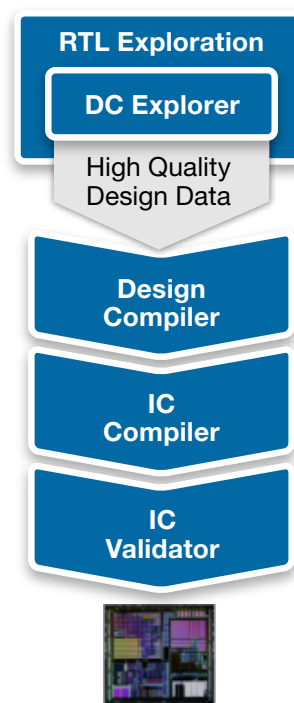 RTL Exploration
DC Explorer
High Quality
Design Data
Design
Compiler
IC
Compiler
IC
Validator